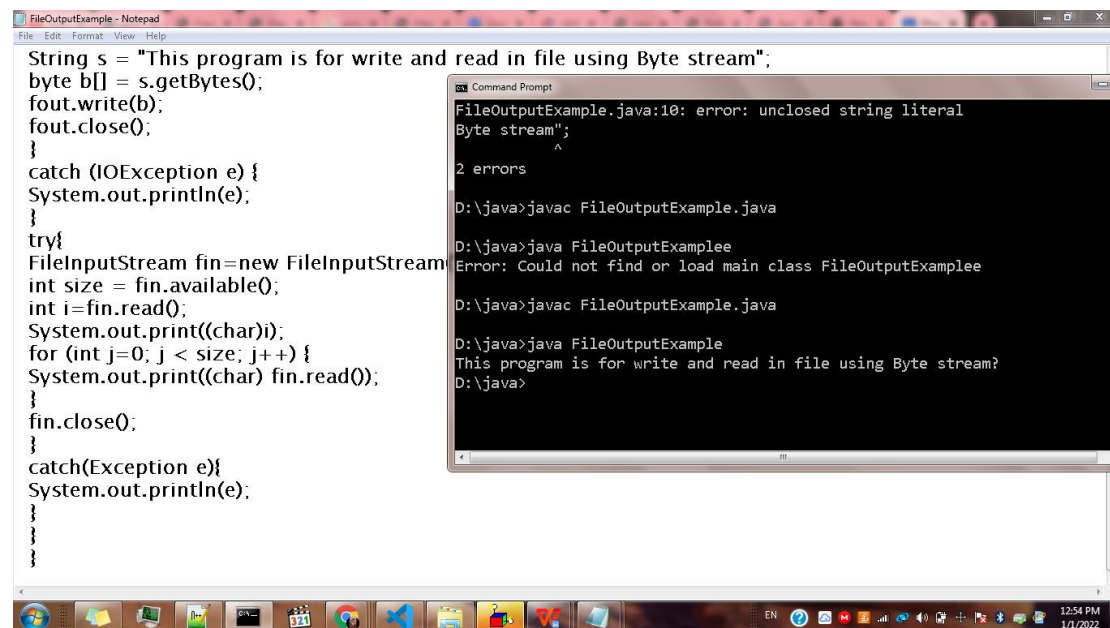 FileOutputExample - Notepad
File Edit Format View Help
String s = "This program is for write and read in file using Byte stream";
byte b[] = s.getBytes();
fout.write(b);
fout.close();
}
catch (IOException e) {
System.out.println(e);
}
try{
FileInputStream fin=new FileInputStream(
int size = fin.available();
int i=fin.read();
System.out.print((char)i);
for (int j=0; j < size; j++) {
System.out.print((char) fin.read());
}
fin.close();
}
catch(Exception e){
System.out.println(e);
}
}
}
Command Prompt
FileOutputExample.java:10: error: unclosed string literal
Byte stream";
^
2 errors
D:\java>javac FileOutputExample.java
D:\java>java FileOutputExamplee
Error: Could not find or load main class FileOutputExamplee
D:\java>javac FileOutputExample.java
D:\java>java FileOutputExample
This program is for write and read in file using Byte stream?
D:\java>
321
EN
12:54 PM
1/1/2022